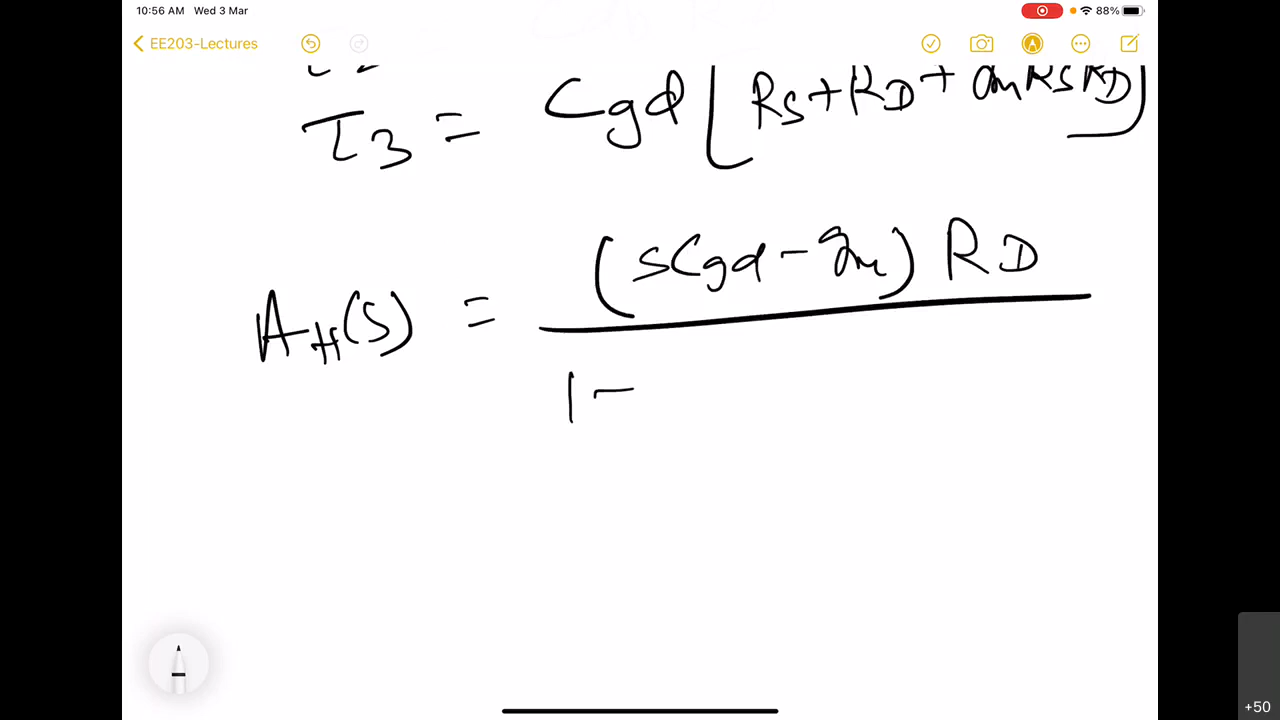 10:56 AM Wed 3 Mar
88%
EE203-Lectures
τ3 = Cgd [RS + RD + gmRSRD]
(sCgd - gm) RD
AH(s) =
1 -
+50